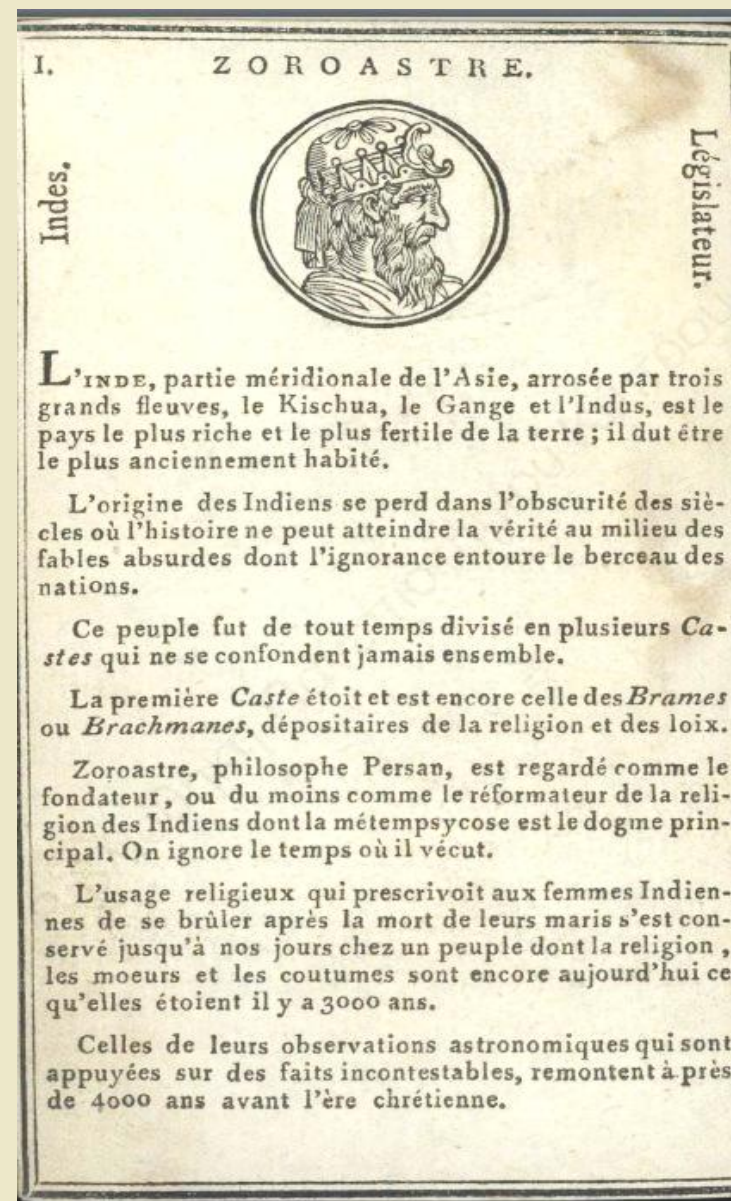 I. ZOROASTRE.
Indes.
Législateur.
L'INDE, partie méridionale de l'Asie, arrosée par trois
grands fleuves, le Kischua, le Gange et l'Indus, est le
pays le plus riche et le plus fertile de la terre ; il dut être
le plus anciennement habité.
L'origine des Indiens se perd dans l'obscurité des siè-
cles où l'histoire ne peut atteindre la vérité au milieu des
fables absurdes dont l'ignorance entoure le berceau des
nations.
Ce peuple fut de tout temps divisé en plusieurs Ca-
stes qui ne se confondent jamais ensemble.
La première Caste étoit et est encore celle des Brames
ou Brachmanes, dépositaires de la religion et des loix.
Zoroastre, philosophe Persan, est regardé comme le
fondateur, ou du moins comme le réformateur de la reli-
gion des Indiens dont la métempsycose est le dogme prin-
cipal. On ignore le temps où il vécut.
L'usage religieux qui prescrivoit aux femmes Indien-
nes de se brûler après la mort de leurs maris s'est con-
servé jusqu'à nos jours chez un peuple dont la religion,
les moeurs et les coutumes sont encore aujourd'hui ce
qu'elles étoient il y a 3000 ans.
Celles de leurs observations astronomiques qui sont
appuyées sur des faits incontestables, remontent à près
de 4000 ans avant l'ère chrétienne.